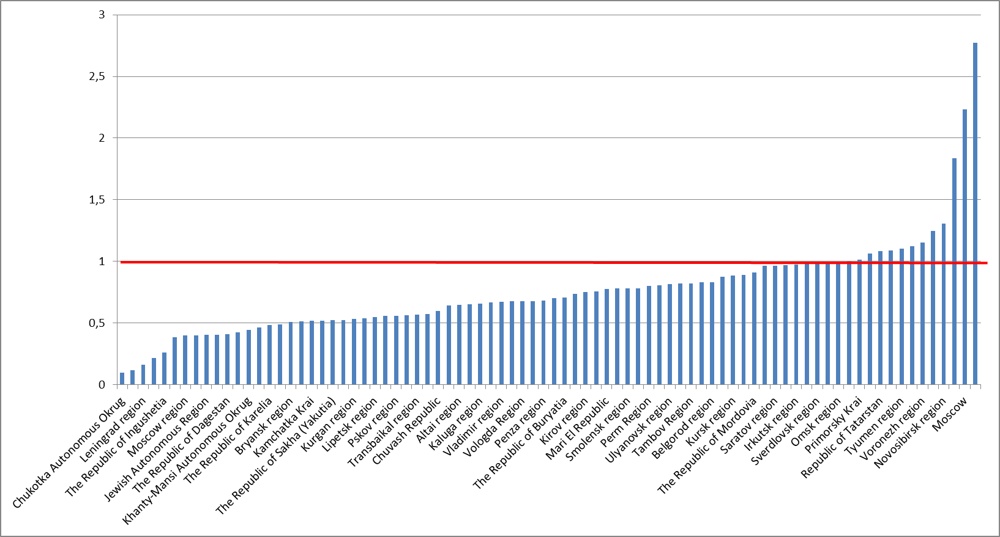 3
2,5
2
1,5
1
0,5
0
Chukotka Autonomous Okrug
Leningrad region
The Republic of Ingushetia
Moscow region
Jewish Autonomous Region
The Republic of Dagestan
Khanty-Mansi Autonomous Okrug
The Republic of Karelia
Bryansk region
Kamchatka Krai
The Republic of Sakha (Yakutia)
Kurgan region
Lipetsk region
Pskov region
Transbaikal region
Chuvash Republic
Altai region
Kaluga region
Vladimir region
Vologda Region
Penza region
The Republic of Buryatia
Kirov region
Mari El Republic
Smolensk region
Perm Region
Ulyanovsk region
Tambov Region
Belgorod region
Kursk region
The Republic of Mordovia
Saratov region
Irkutsk region
Sverdlovsk region
Omsk region
Primorsky Krai
Republic of Tatarstan
Tyumen region
Voronezh region
Novosibirsk region
Moscow